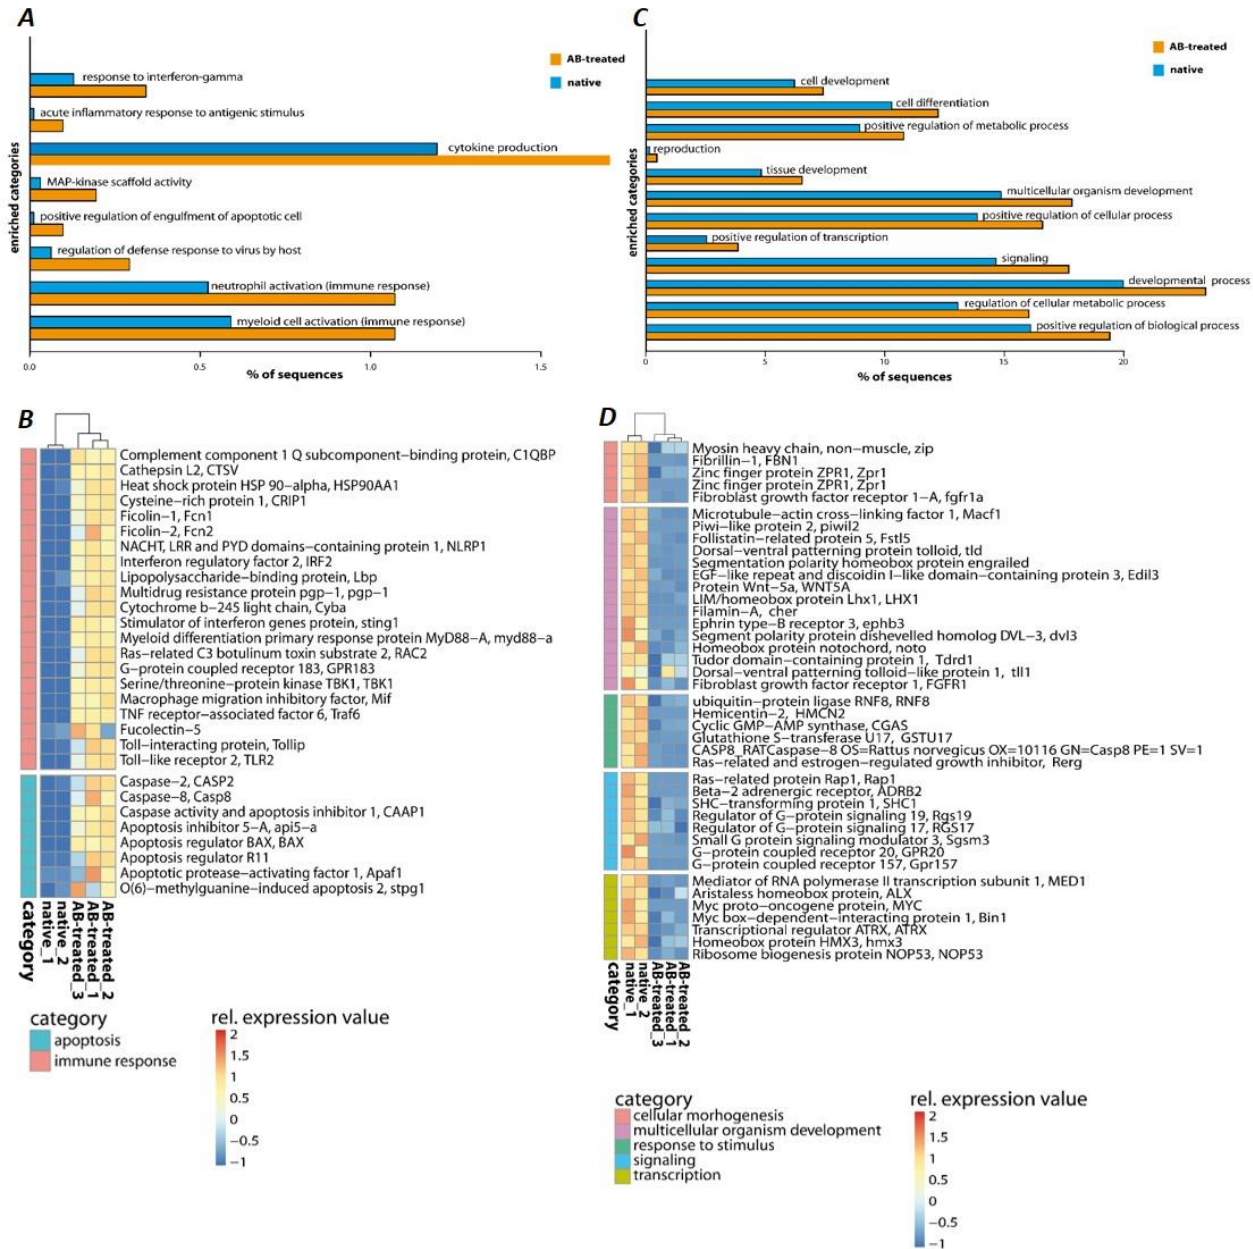 A
AB-treated
native
response to interferon-gamma
acute inflammatory response to antigenic stimulus
cytokine production
MAP-kinase scaffold activity
positive regulation of engulfment of apoptotic cell
regulation of defense response to virus by host
neutrophil activation (immune response)
myeloid cell activation (immune response)
enriched categories
0.0 0.5 1.0 1.5
% of sequences
C
AB-treated
native
cell development
cell differentiation
positive regulation of metabolic process
reproduction
tissue development
multicellular organism development
positive regulation of cellular process
positive regulation of transcription
signaling
developmental process
regulation of cellular metabolic process
positive regulation of biological process
enriched categories
0 5 10 15 20
% of sequences
B
Complement component 1 Q subcomponent-binding protein, C1QBP
Cathepsin L2, CTSV
Heat shock protein HSP 90-alpha, HSP90AA1
Cysteine-rich protein 1, CRIP1
Ficolin-1, Fcn1
Ficolin-2, Fcn2
NACHT, LRR and PYD domains-containing protein 1, NLRP1
Interferon regulatory factor 2, IRF2
Lipopolysaccharide-binding protein, Lbp
Multidrug resistance protein pgp-1, pgp-1
Cytochrome b-245 light chain, Cyba
Stimulator of interferon genes protein, sting1
Myeloid differentiation primary response protein MyD88-A, myd88-a
Ras-related C3 botulinum toxin substrate 2, RAC2
G-protein coupled receptor 183, GPR183
Serine/threonine-protein kinase TBK1, TBK1
Macrophage migration inhibitory factor, Mif
TNF receptor-associated factor 6, Traf6
Fucolectin-5
Toll-interacting protein, Tollip
Toll-like receptor 2, TLR2
Caspase-2, CASP2
Caspase-8, Casp8
Caspase activity and apoptosis inhibitor 1, CAAP1
Apoptosis inhibitor 5-A, api5-a
Apoptosis regulator BAX, BAX
Apoptosis regulator R11
Apoptotic protease-activating factor 1, Apaf1
O(6)-methylguanine-induced apoptosis 2, stpg1
category
native_1
native_2
AB-treated_3
AB-treated_1
AB-treated_2
category
apoptosis
immune response
rel. expression value
2
1.5
1
0.5
0
-0.5
-1
D
Myosin heavy chain, non-muscle, zip
Fibrillin-1, FBN1
Zinc finger protein ZPR1, Zpr1
Zinc finger protein ZPR1, Zpr1
Fibroblast growth factor receptor 1-A, fgfr1a
Microtubule-actin cross-linking factor 1, Macf1
Piwi-like protein 2, piwil2
Follistatin-related protein 5, Fstl5
Dorsal-ventral patterning protein tolloid, tld
Segmentation polarity homeobox protein engrailed
EGF-like repeat and discoidin I-like domain-containing protein 3, Edil3
Protein Wnt-5a, WNT5A
LIM/homeobox protein Lhx1, LHX1
Filamin-A, cher
Ephrin type-B receptor 3, ephb3
Segment polarity protein dishevelled homolog DVL-3, dvl3
Homeobox protein notochord, noto
Tudor domain-containing protein 1, Tdrd1
Dorsal-ventral patterning tolloid-like protein 1, tll1
Fibroblast growth factor receptor 1, FGFR1
ubiquitin-protein ligase RNF8, RNF8
Hemicentin-2, HMCN2
Cyclic GMP-AMP synthase, CGAS
Glutathione S-transferase U17, GSTU17
CASP8_RATCaspase-8 OS=Rattus norvegicus OX=10116 GN=Casp8 PE=1 SV=1
Ras-related and estrogen-regulated growth inhibitor, Rerg
Ras-related protein Rap1, Rap1
Beta-2 adrenergic receptor, ADRB2
SHC-transforming protein 1, SHC1
Regulator of G-protein signaling 19, Rgs19
Regulator of G-protein signaling 17, RGS17
Small G protein signaling modulator 3, Sgsm3
G-protein coupled receptor 20, GPR20
G-protein coupled receptor 157, Gpr157
Mediator of RNA polymerase II transcription subunit 1, MED1
Aristaless homeobox protein, ALX
Myc proto-oncogene protein, MYC
Myc box-dependent-interacting protein 1, Bin1
Transcriptional regulator ATRX, ATRX
Homeobox protein HMX3, hmx3
Ribosome biogenesis protein NOP53, NOP53
category
native_1
native_2
AB-treated_3
AB-treated_1
AB-treated_2
category
cellular morhogenesis
multicellular organism development
response to stimulus
signaling
transcription
rel. expression value
2
1.5
1
0.5
0
-0.5
-1